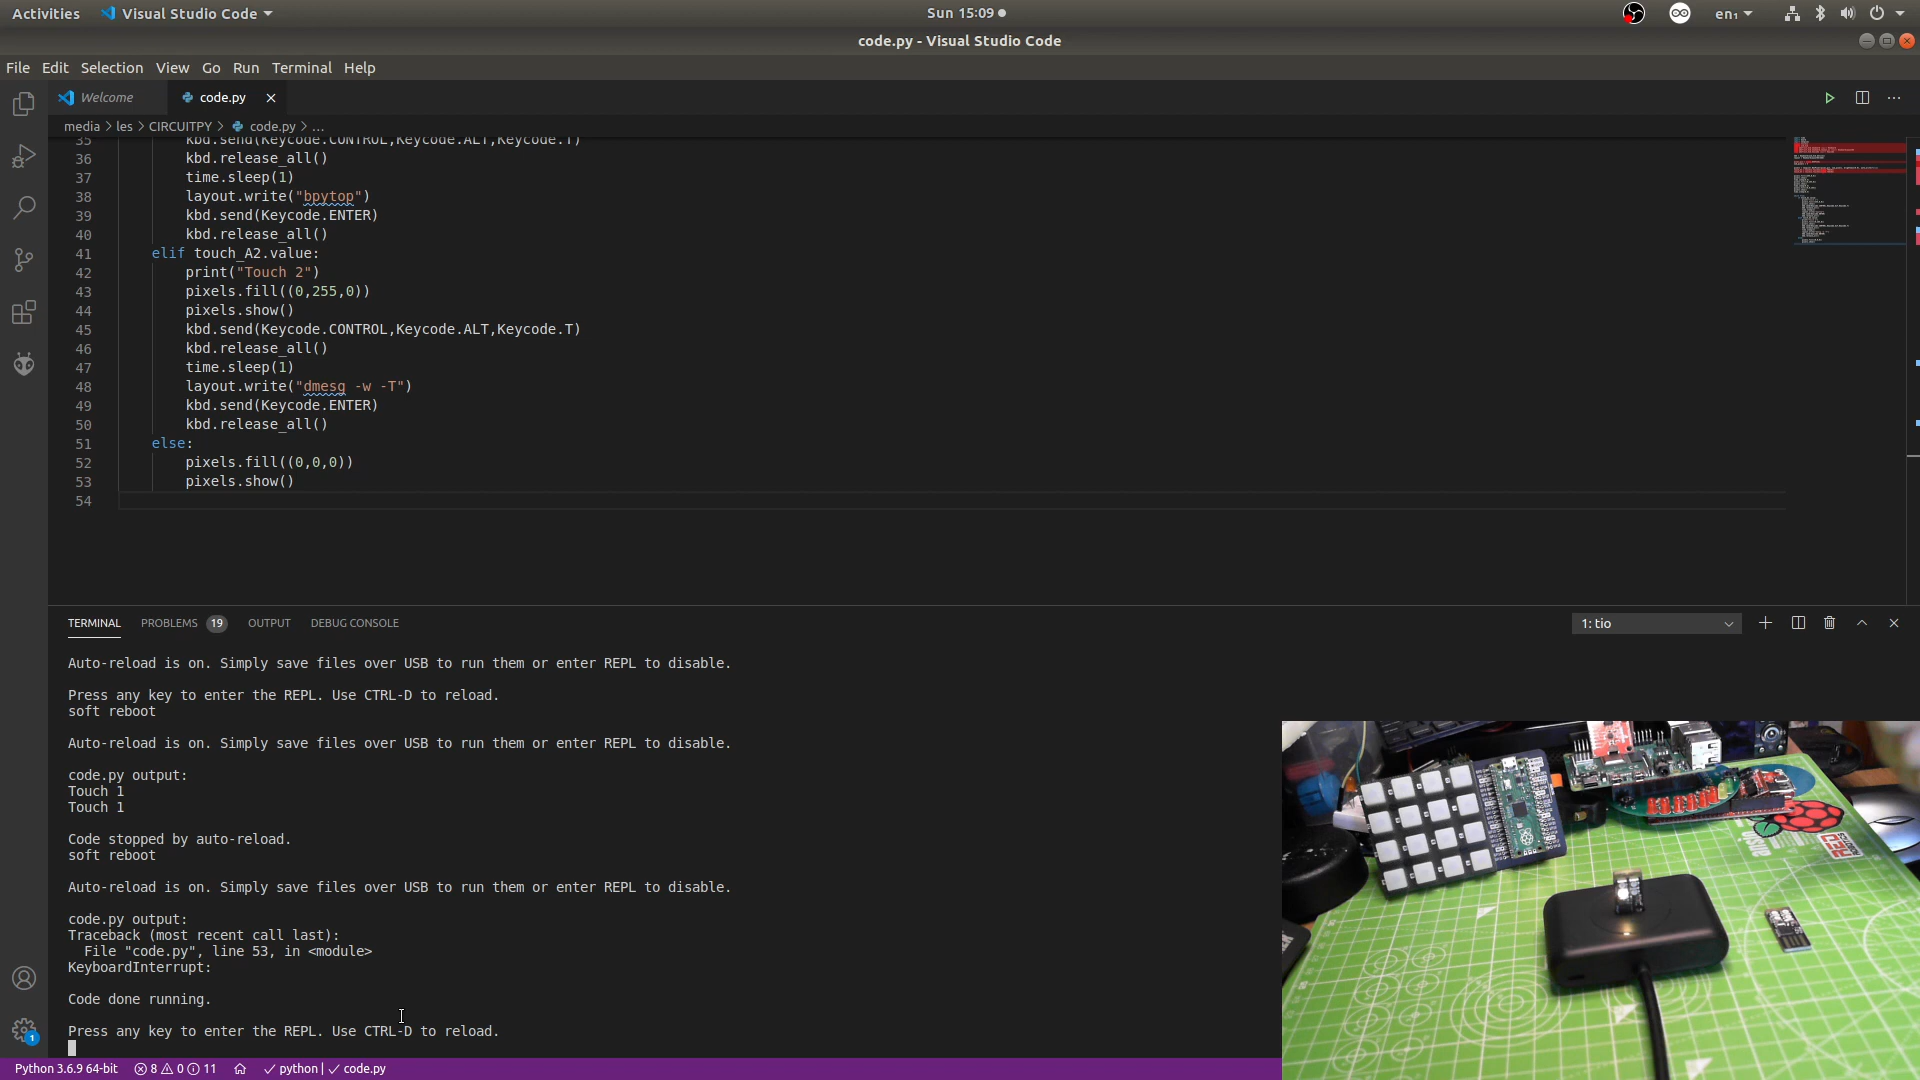 Activities
Visual Studio Code
Sun 15:09
en₁
code.py - Visual Studio Code
File Edit Selection View Go Run Terminal Help
Welcome
code.py
media > les > CIRCUITPY > code.py > ...
35 kbd.send(Keycode.CONTROL,Keycode.ALT,Keycode.T)
36 kbd.release_all()
37 time.sleep(1)
38 layout.write("bpytop")
39 kbd.send(Keycode.ENTER)
40 kbd.release_all()
41 elif touch_A2.value:
42 print("Touch 2")
43 pixels.fill((0,255,0))
44 pixels.show()
45 kbd.send(Keycode.CONTROL,Keycode.ALT,Keycode.T)
46 kbd.release_all()
47 time.sleep(1)
48 layout.write("dmesg -w -T")
49 kbd.send(Keycode.ENTER)
50 kbd.release_all()
51 else:
52 pixels.fill((0,0,0))
53 pixels.show()
54
TERMINAL PROBLEMS 19 OUTPUT DEBUG CONSOLE
1: tio
Auto-reload is on. Simply save files over USB to run them or enter REPL to disable.
Press any key to enter the REPL. Use CTRL-D to reload.
soft reboot
Auto-reload is on. Simply save files over USB to run them or enter REPL to disable.
code.py output:
Touch 1
Touch 1
Code stopped by auto-reload.
soft reboot
Auto-reload is on. Simply save files over USB to run them or enter REPL to disable.
code.py output:
Traceback (most recent call last):
File "code.py", line 53, in <module>
KeyboardInterrupt:
Code done running.
Press any key to enter the REPL. Use CTRL-D to reload.
1
Python 3.6.9 64-bit
8 0 11
python | code.py